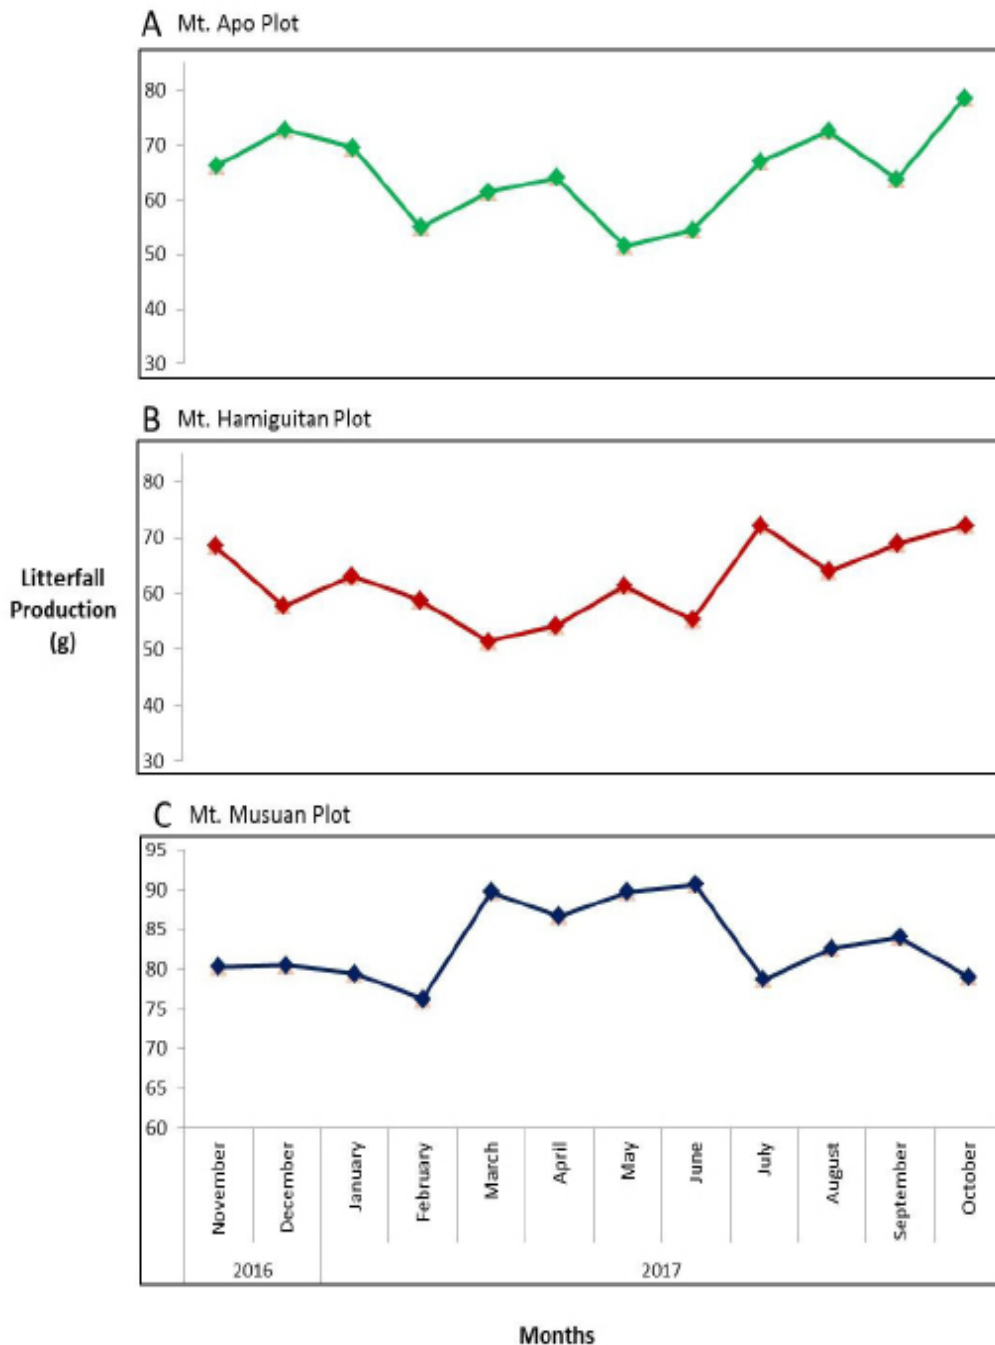 A Mt. Apo Plot
80
70
60
50
40
30
B Mt. Hamiguitan Plot
80
70
60
50
40
30
Litterfall
Production
(g)
C Mt. Musuan Plot
95
90
85
80
75
70
65
60
November
December
January
February
March
April
May
June
July
August
September
October
2016
2017
Months